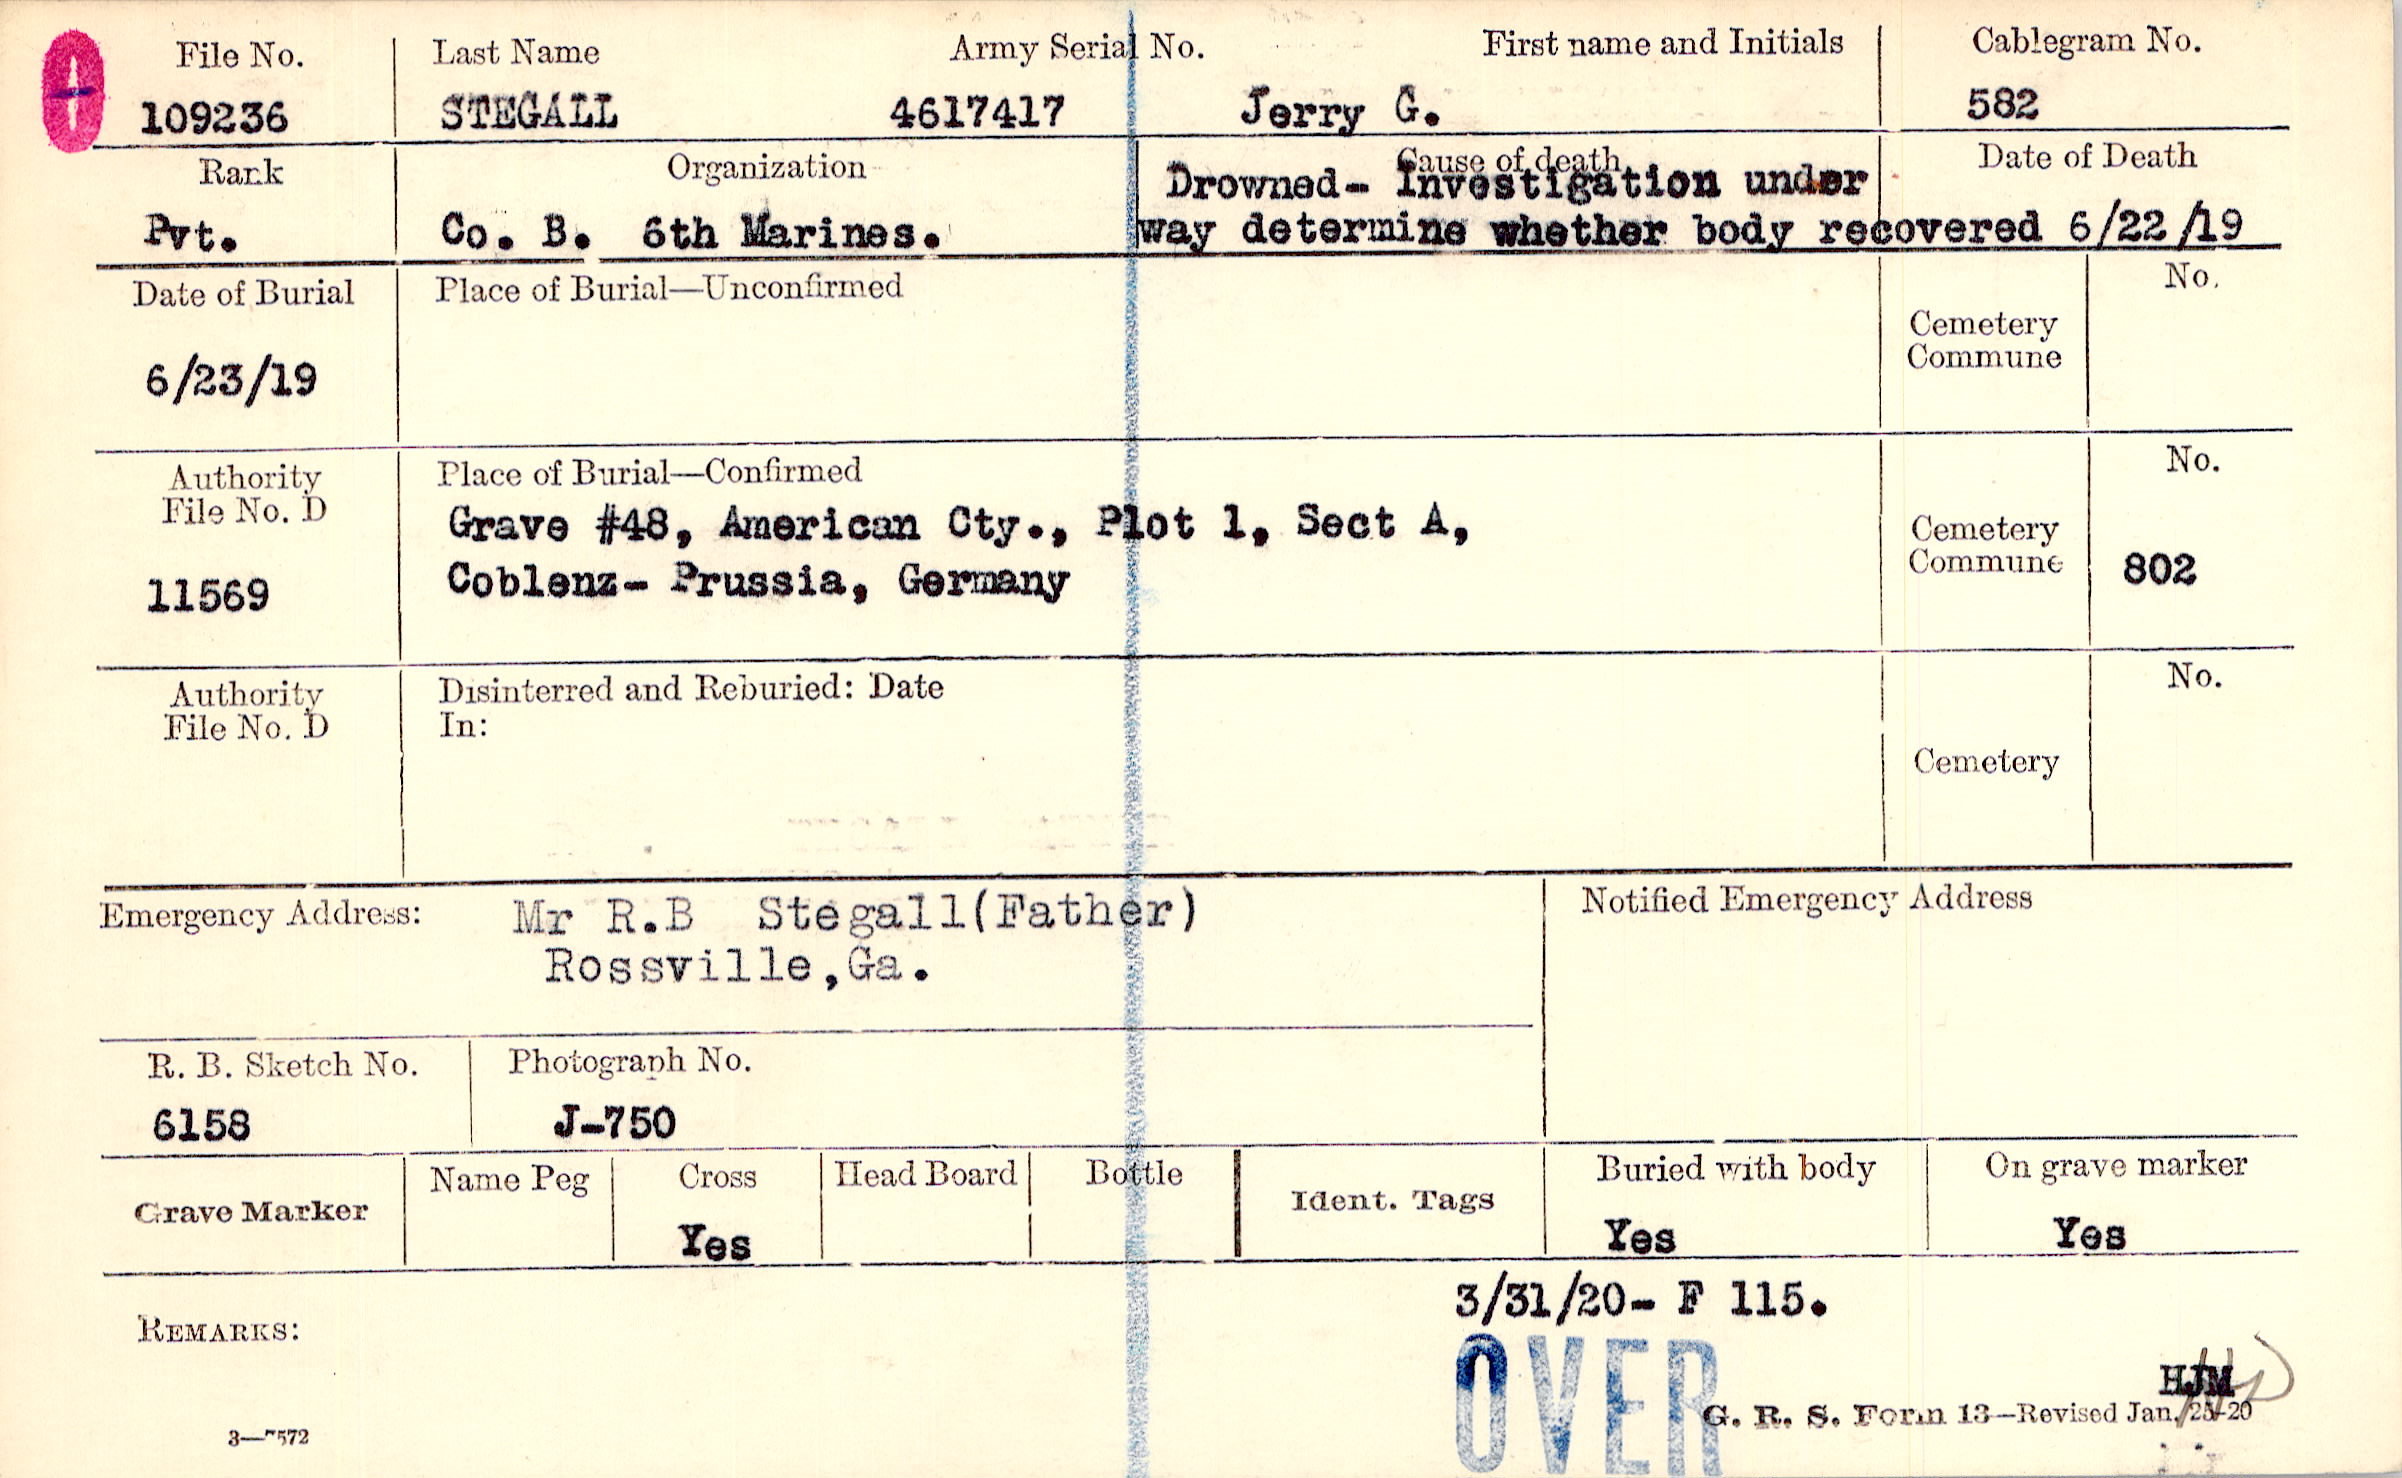 File No. Last Name Army Serial No. First name and Initials Cablegram No.
109236 STEGALL 4617417 Jerry G. 582
Rank Organization Cause of death Date of Death
Drowned- Investigation under
Pvt. Co. B. 6th Marines. way determine whether body recovered 6/22/19
Date of Burial Place of Burial—Unconfirmed No.
Cemetery
Commune
6/23/19
Authority Place of Burial—Confirmed No.
File No. D
Grave #48, American Cty., Plot 1, Sect A, Cemetery
Commune 802
11569 Coblenz- Prussia, Germany
Authority Disinterred and Reburied: Date No.
File No. D In:
Cemetery
Emergency Address: Mr R.B Stegall(Father) Notified Emergency Address
Rossville,Ga.
R. B. Sketch No. Photograph No.
6158 J-750
Grave Marker Name Peg Cross Head Board Bottle Ident. Tags Buried with body On grave marker
Yes Yes Yes
3/31/20- F 115.
REMARKS:
OVER
HJM
G. R. S. Form 13—Revised Jan. 25-20
3—7572